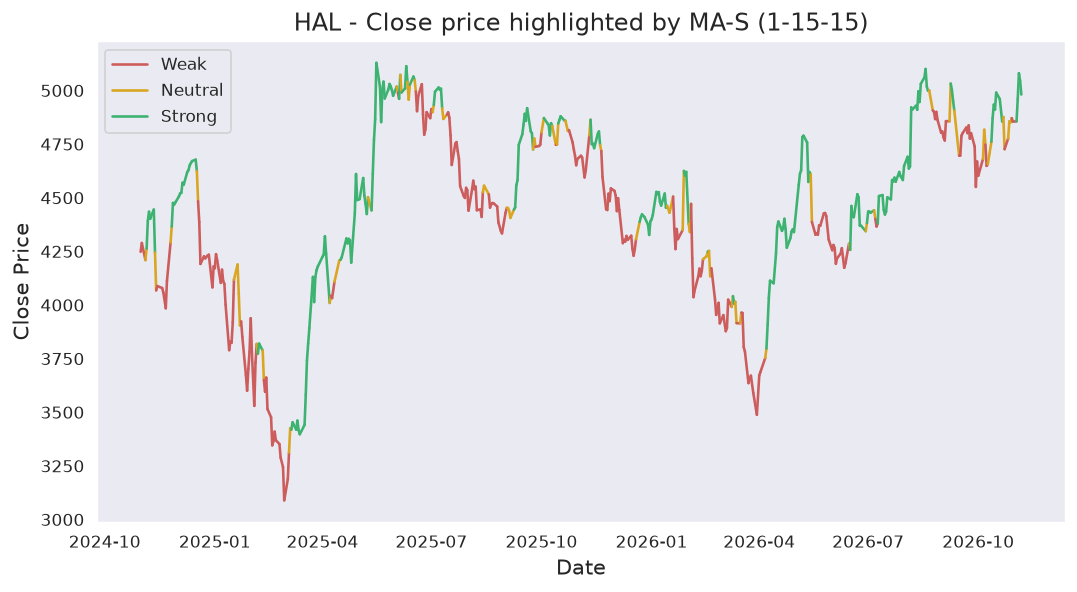 HAL - Close price highlighted by MA-S (1-15-15)
Weak
Neutral
Strong
Close Price
5000
4750
4500
4250
4000
3750
3500
3250
3000
2024-10 2025-01 2025-04 2025-07 2025-10 2026-01 2026-04 2026-07 2026-10
Date